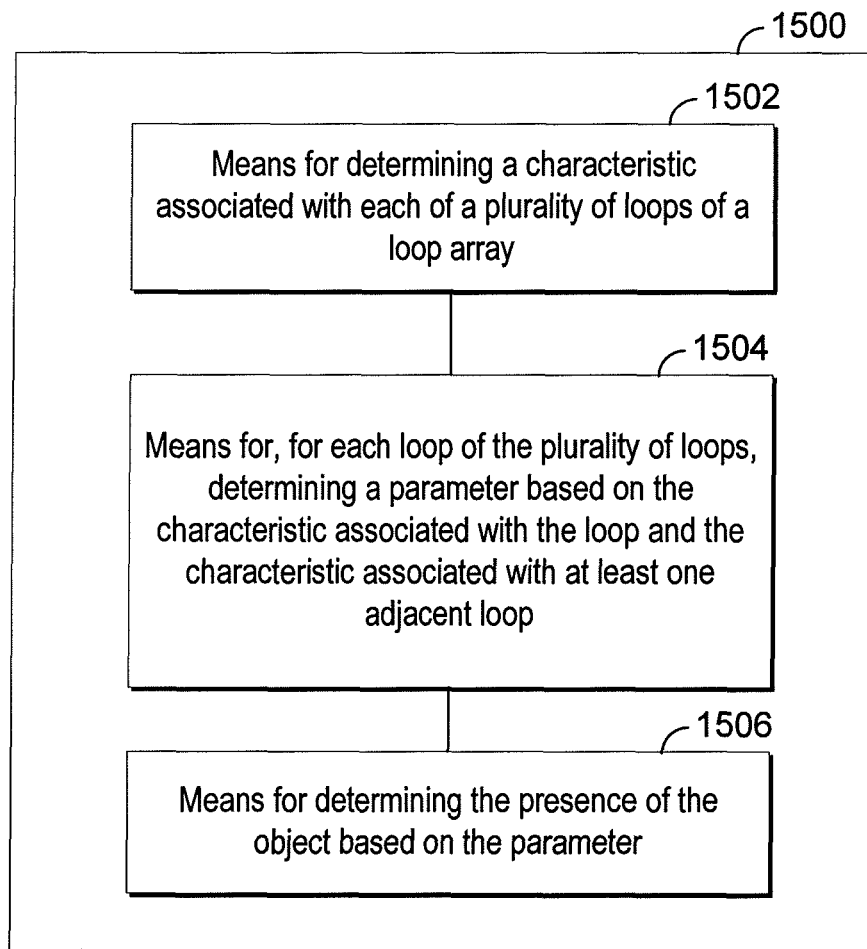 1500
1502
Means for determining a characteristic
associated with each of a plurality of loops of a
loop array
1504
Means for, for each loop of the plurality of loops,
determining a parameter based on the
characteristic associated with the loop and the
characteristic associated with at least one
adjacent loop
1506
Means for determining the presence of the
object based on the parameter